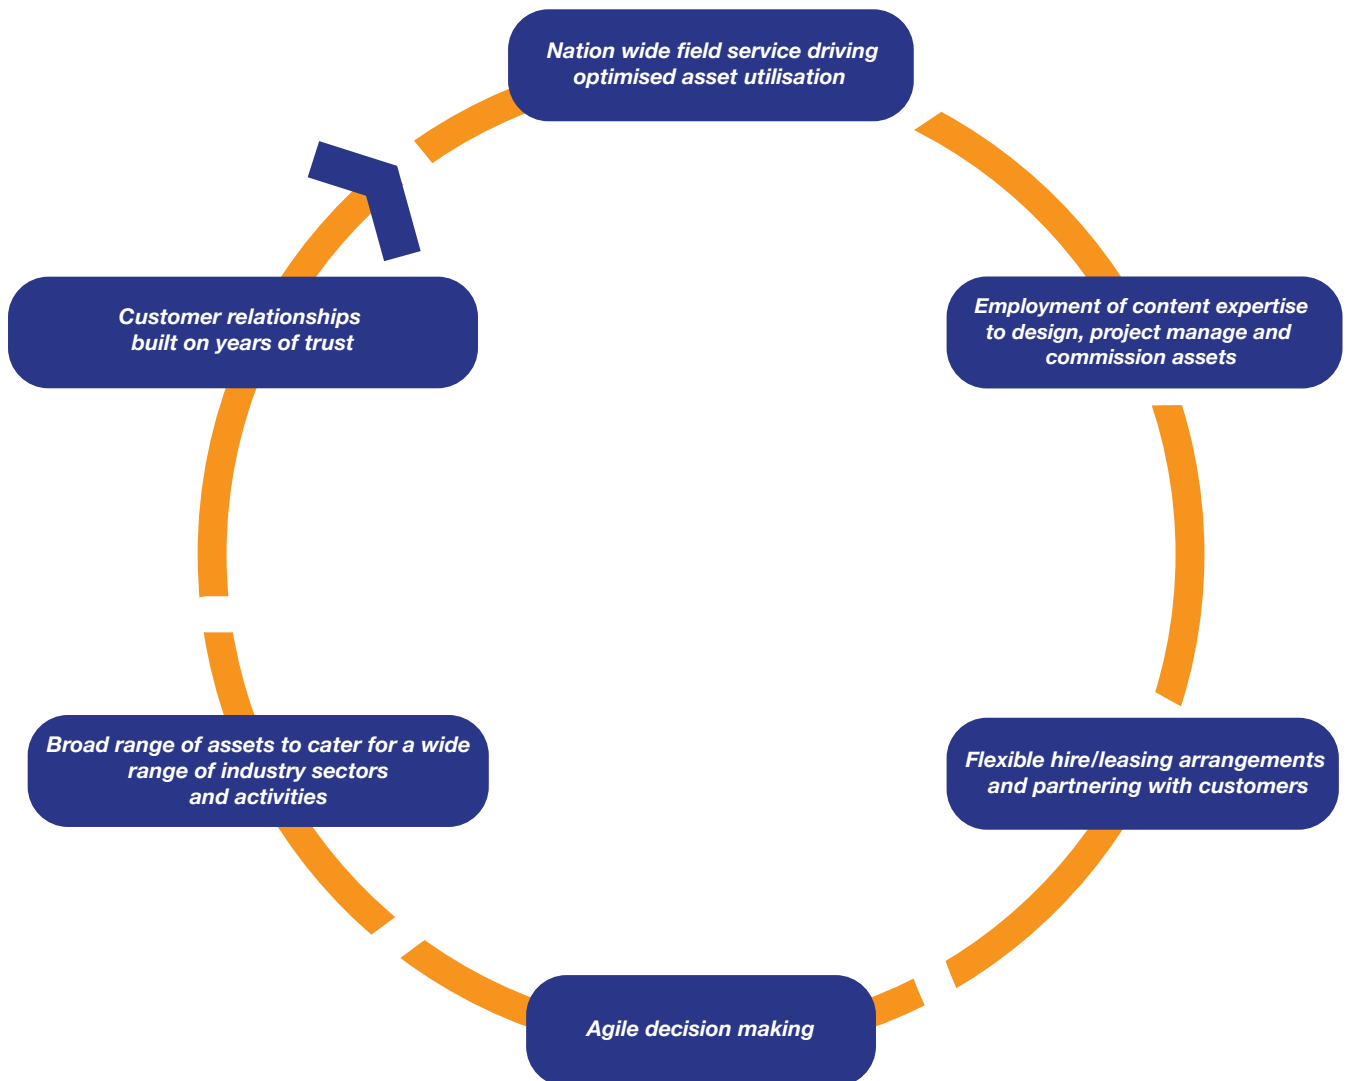 Nation wide field service driving
optimised asset utilisation
Employment of content expertise
to design, project manage and
commission assets
Flexible hire/leasing arrangements
and partnering with customers
Agile decision making
Broad range of assets to cater for a wide
range of industry sectors
and activities
Customer relationships
built on years of trust